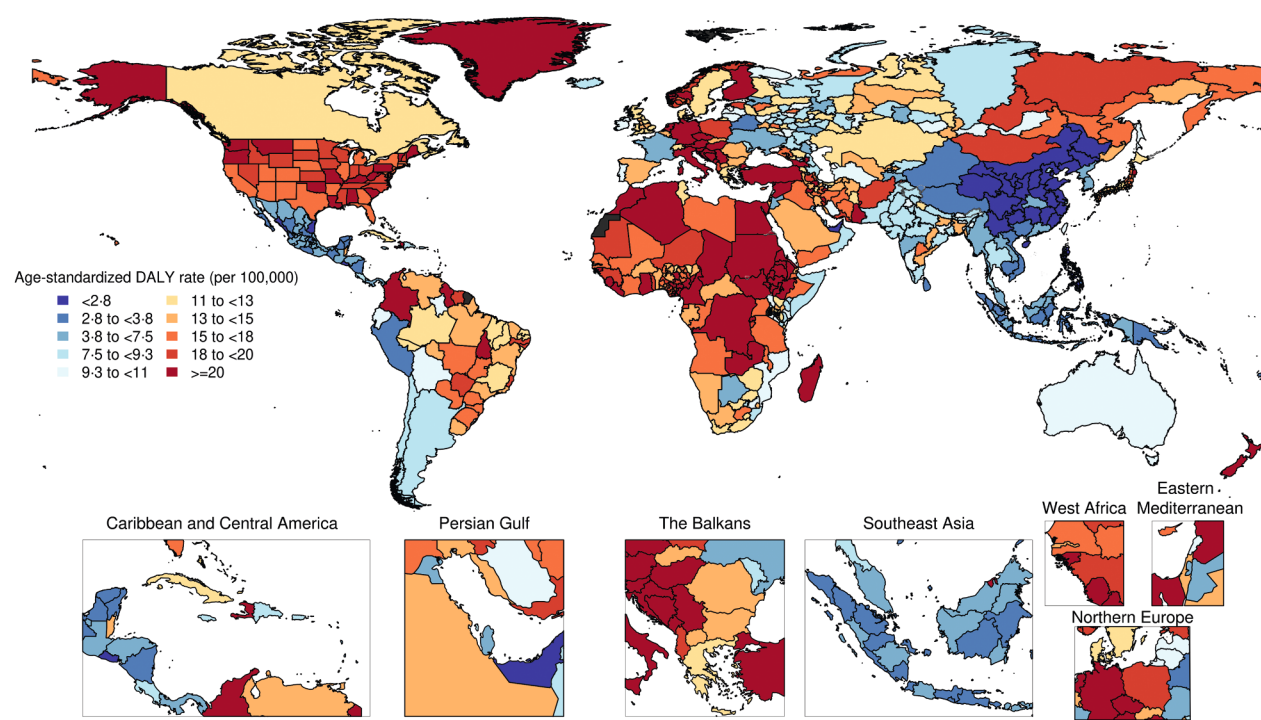 Age-standardized DALY rate (per 100,000)
<2·8
2·8 to <3·8
3·8 to <7·5
7·5 to <9·3
9·3 to <11
11 to <13
13 to <15
15 to <18
18 to <20
>=20
Caribbean and Central America
Persian Gulf
The Balkans
Southeast Asia
West Africa
Eastern
Mediterranean
Northern Europe